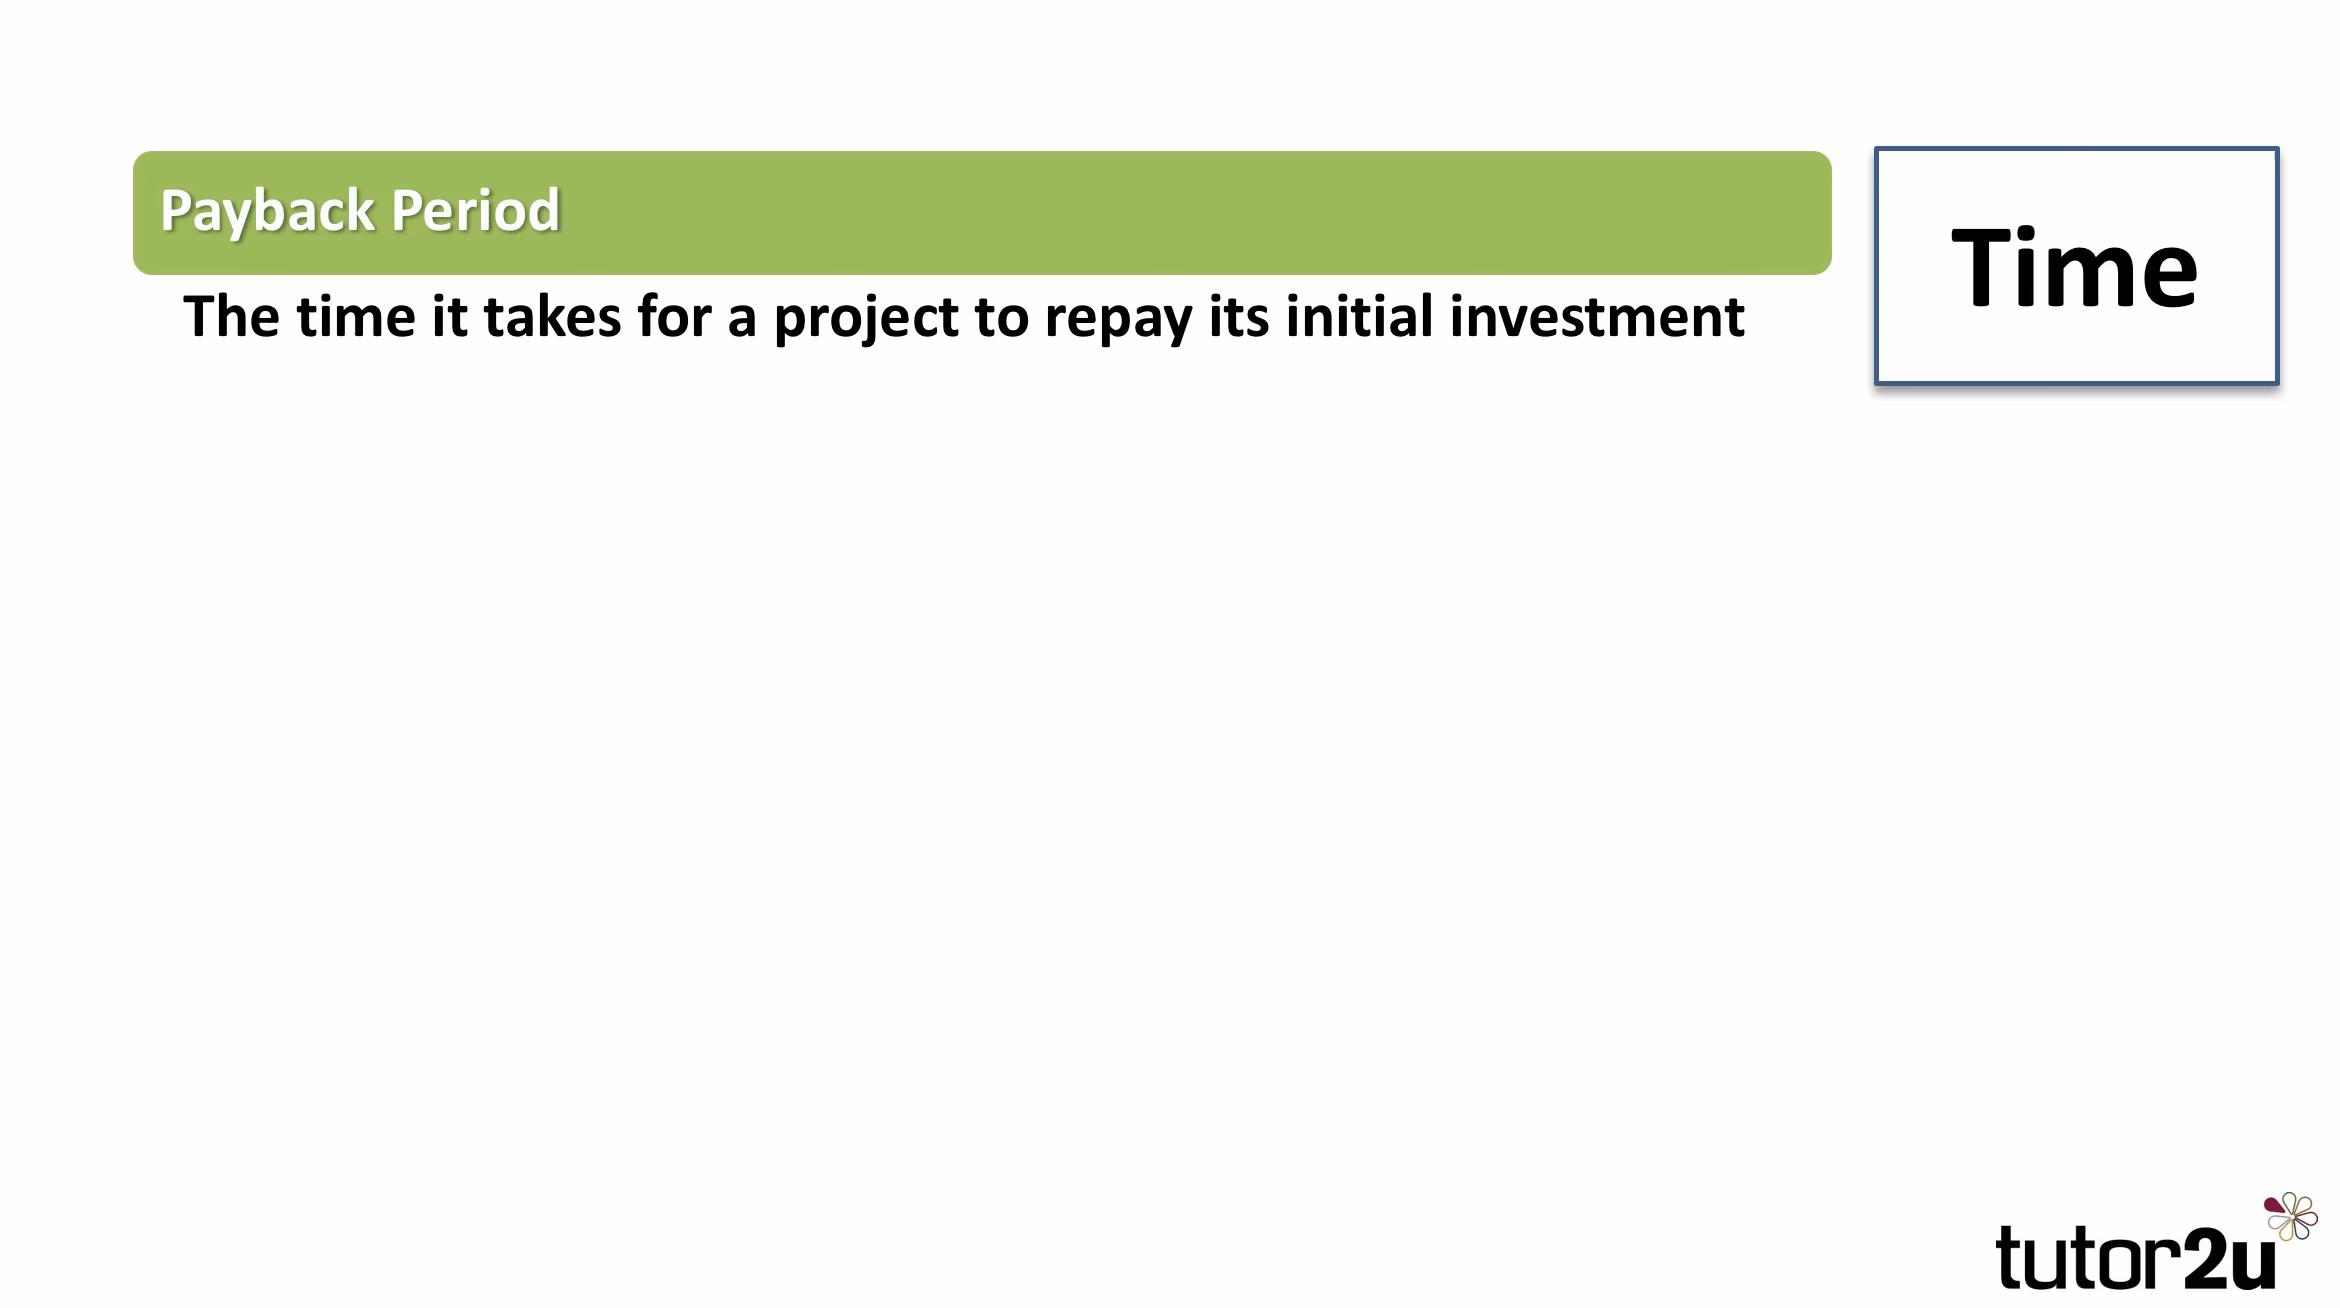 Payback Period
Time
The time it takes for a project to repay its initial investment
tutor2u